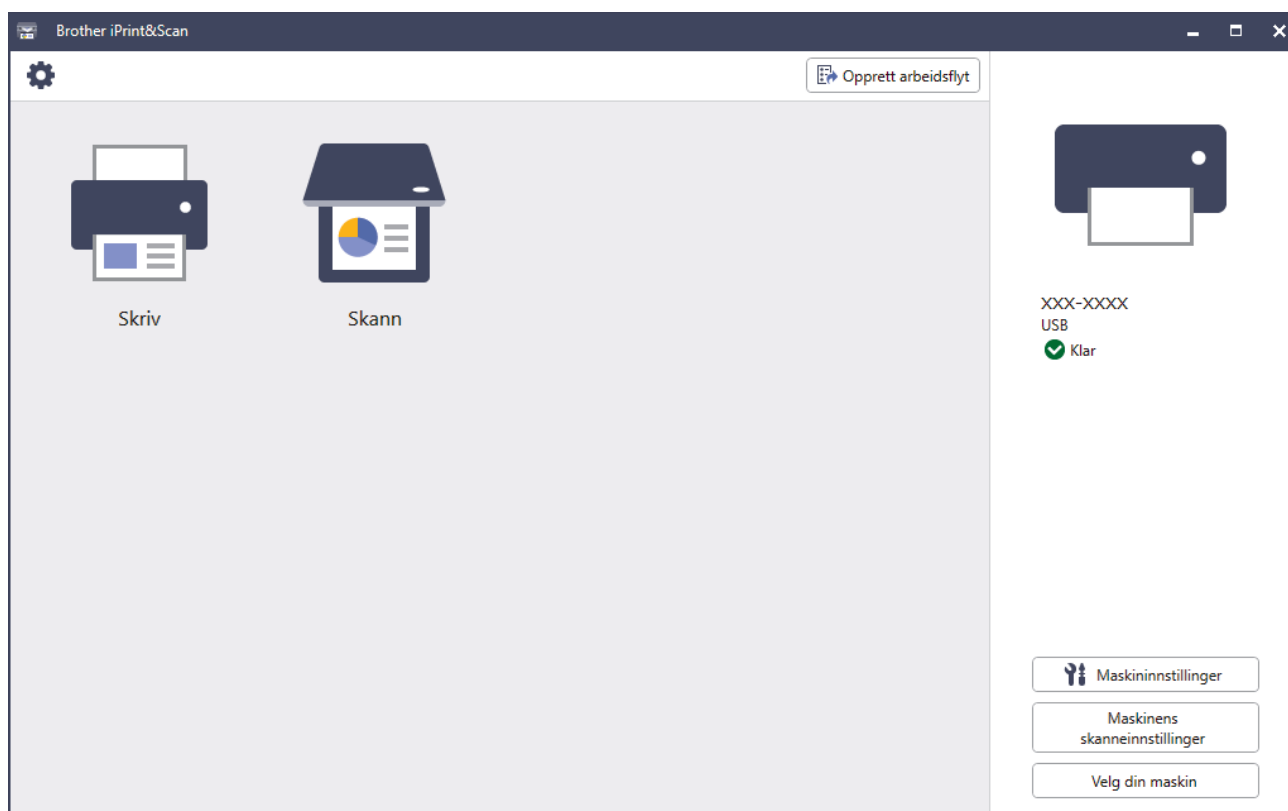 Brother iPrint&Scan
Opprett arbeidsflyt
Skriv
Skann
XXX-XXXX
USB
Klar
Maskininnstillinger
Maskinens
skanneinnstillinger
Velg din maskin